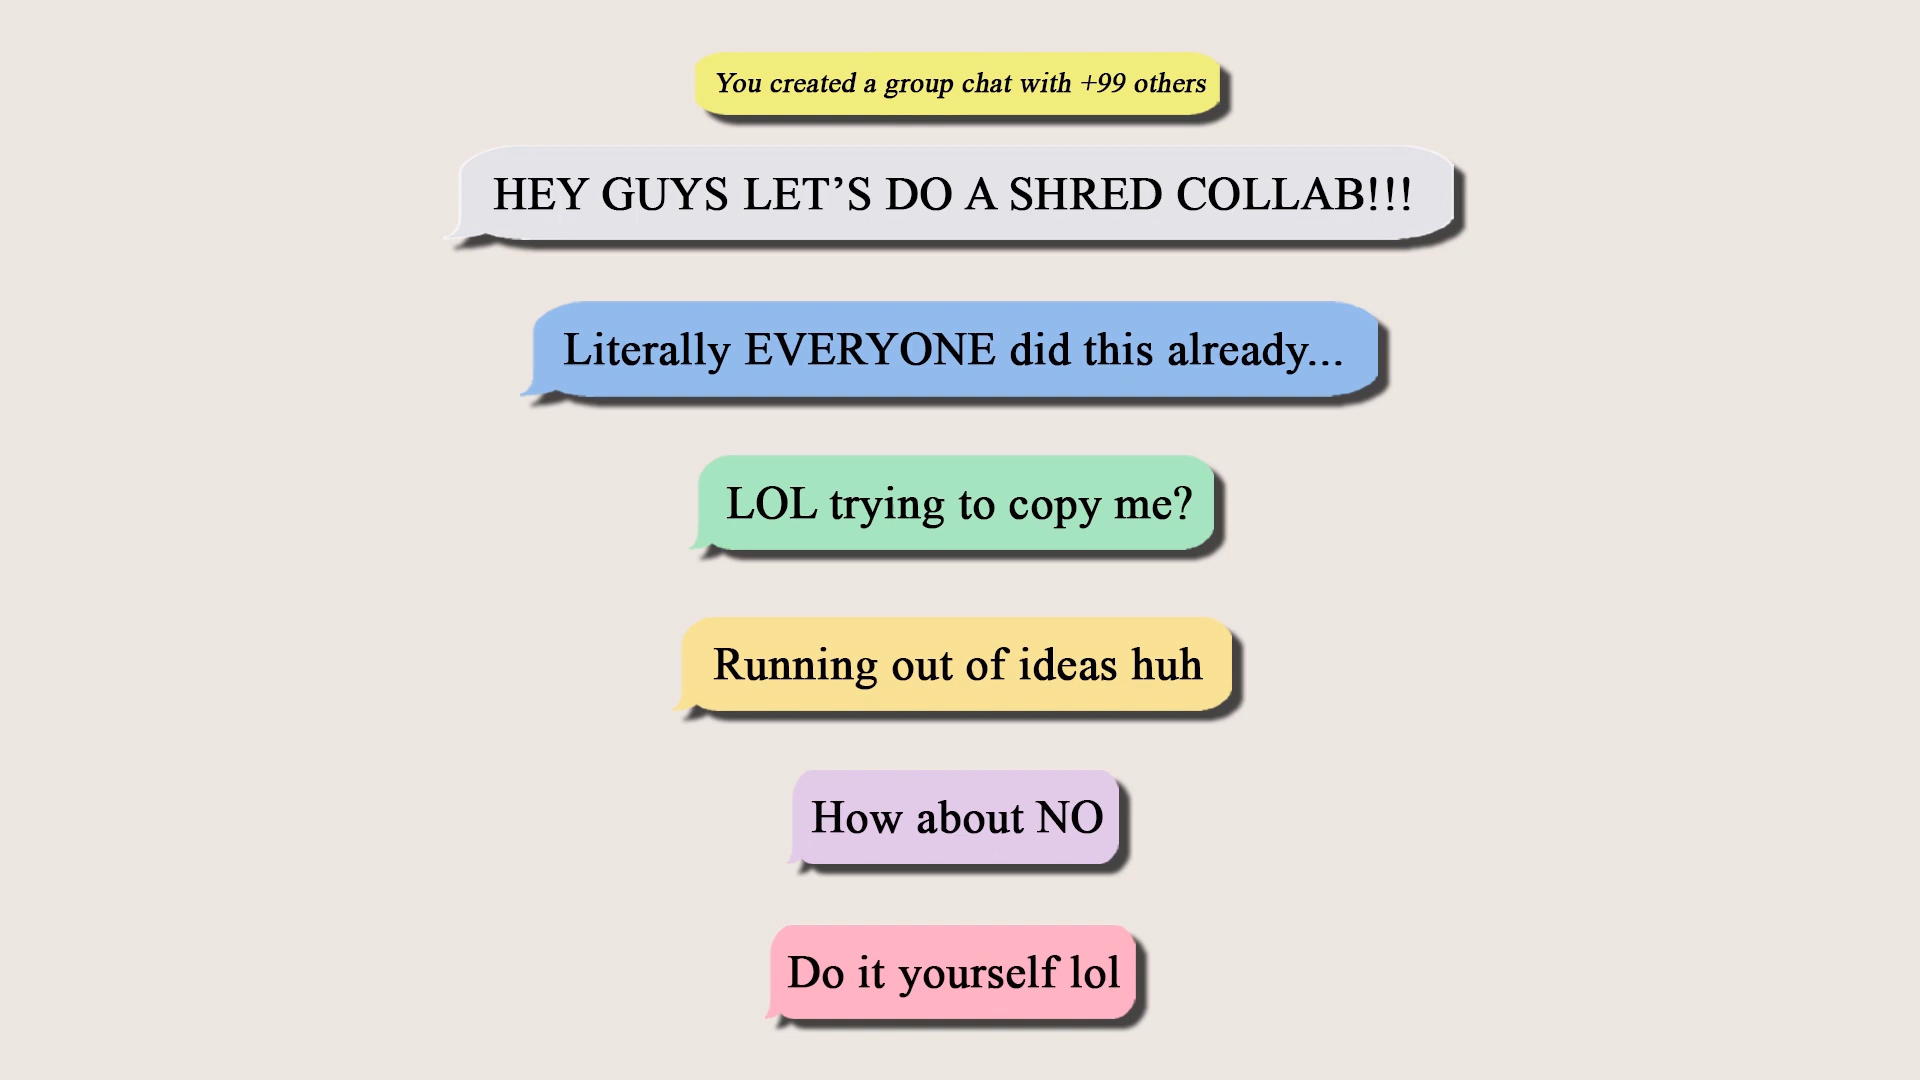 You created a group chat with +99 others
HEY GUYS LET’S DO A SHRED COLLAB!!!
Literally EVERYONE did this already...
LOL trying to copy me?
Running out of ideas huh
How about NO
Do it yourself lol